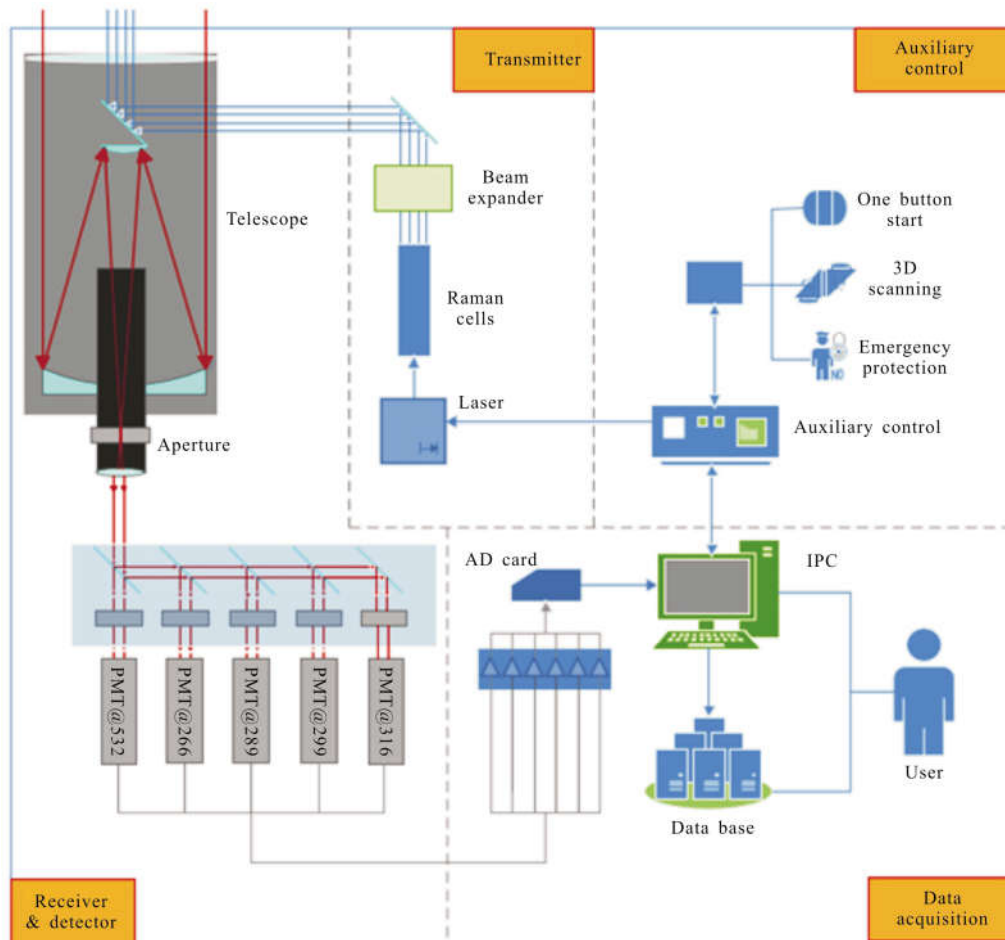 Transmitter
Auxiliary
control
Beam
expander
Telescope
Raman
cells
One button
start
3D
scanning
Emergency
protection
NO
Laser
Aperture
Auxiliary control
AD card
IPC
PMT@532
PMT@266
PMT@289
PMT@299
PMT@316
User
Data base
Receiver
& detector
Data
acquisition